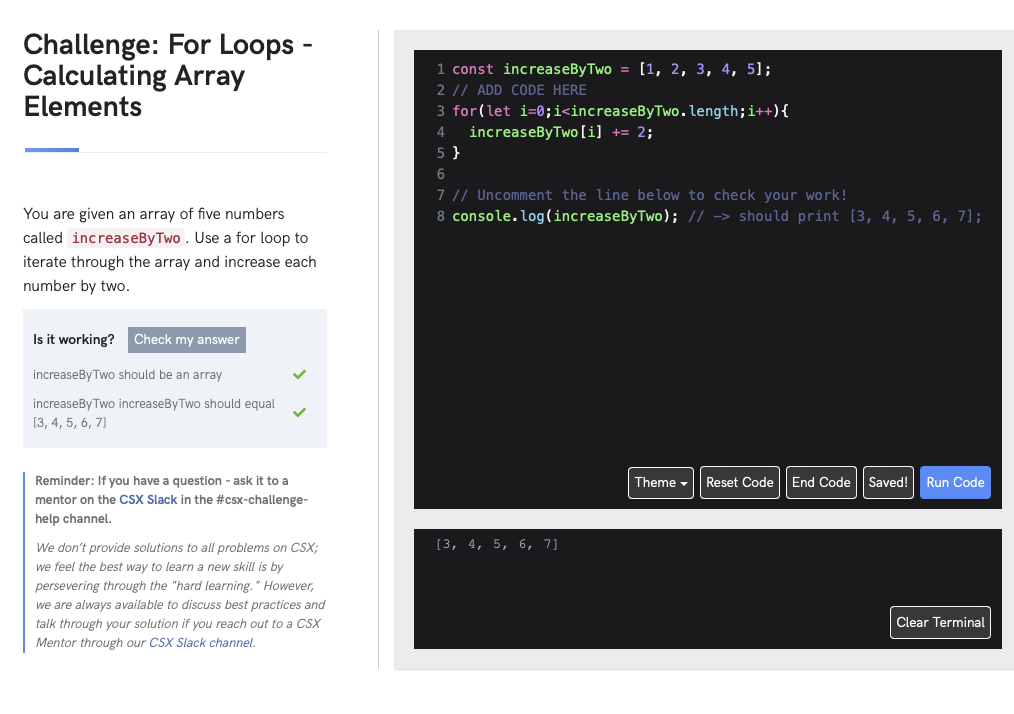 Challenge: For Loops -
Calculating Array
Elements
You are given an array of five numbers
called increaseByTwo. Use a for loop to
iterate through the array and increase each
number by two.
Is it working? Check my answer
increaseByTwo should be an array
increaseByTwo increaseByTwo should equal
[3, 4, 5, 6, 7]
Reminder: If you have a question - ask it to a
mentor on the CSX Slack in the #csx-challenge-
help channel.
We don't provide solutions to all problems on CSX;
we feel the best way to learn a new skill is by
persevering through the "hard learning." However,
we are always available to discuss best practices and
talk through your solution if you reach out to a CSX
Mentor through our CSX Slack channel.
1 const increaseByTwo = [1, 2, 3, 4, 5];
2 // ADD CODE HERE
3 for(let i=0;i<increaseByTwo.length;i++){
4   increaseByTwo[i] += 2;
5 }
6
7 // Uncomment the line below to check your work!
8 console.log(increaseByTwo); // -> should print [3, 4, 5, 6, 7];
Theme Reset Code End Code Saved! Run Code
[3, 4, 5, 6, 7]
Clear Terminal